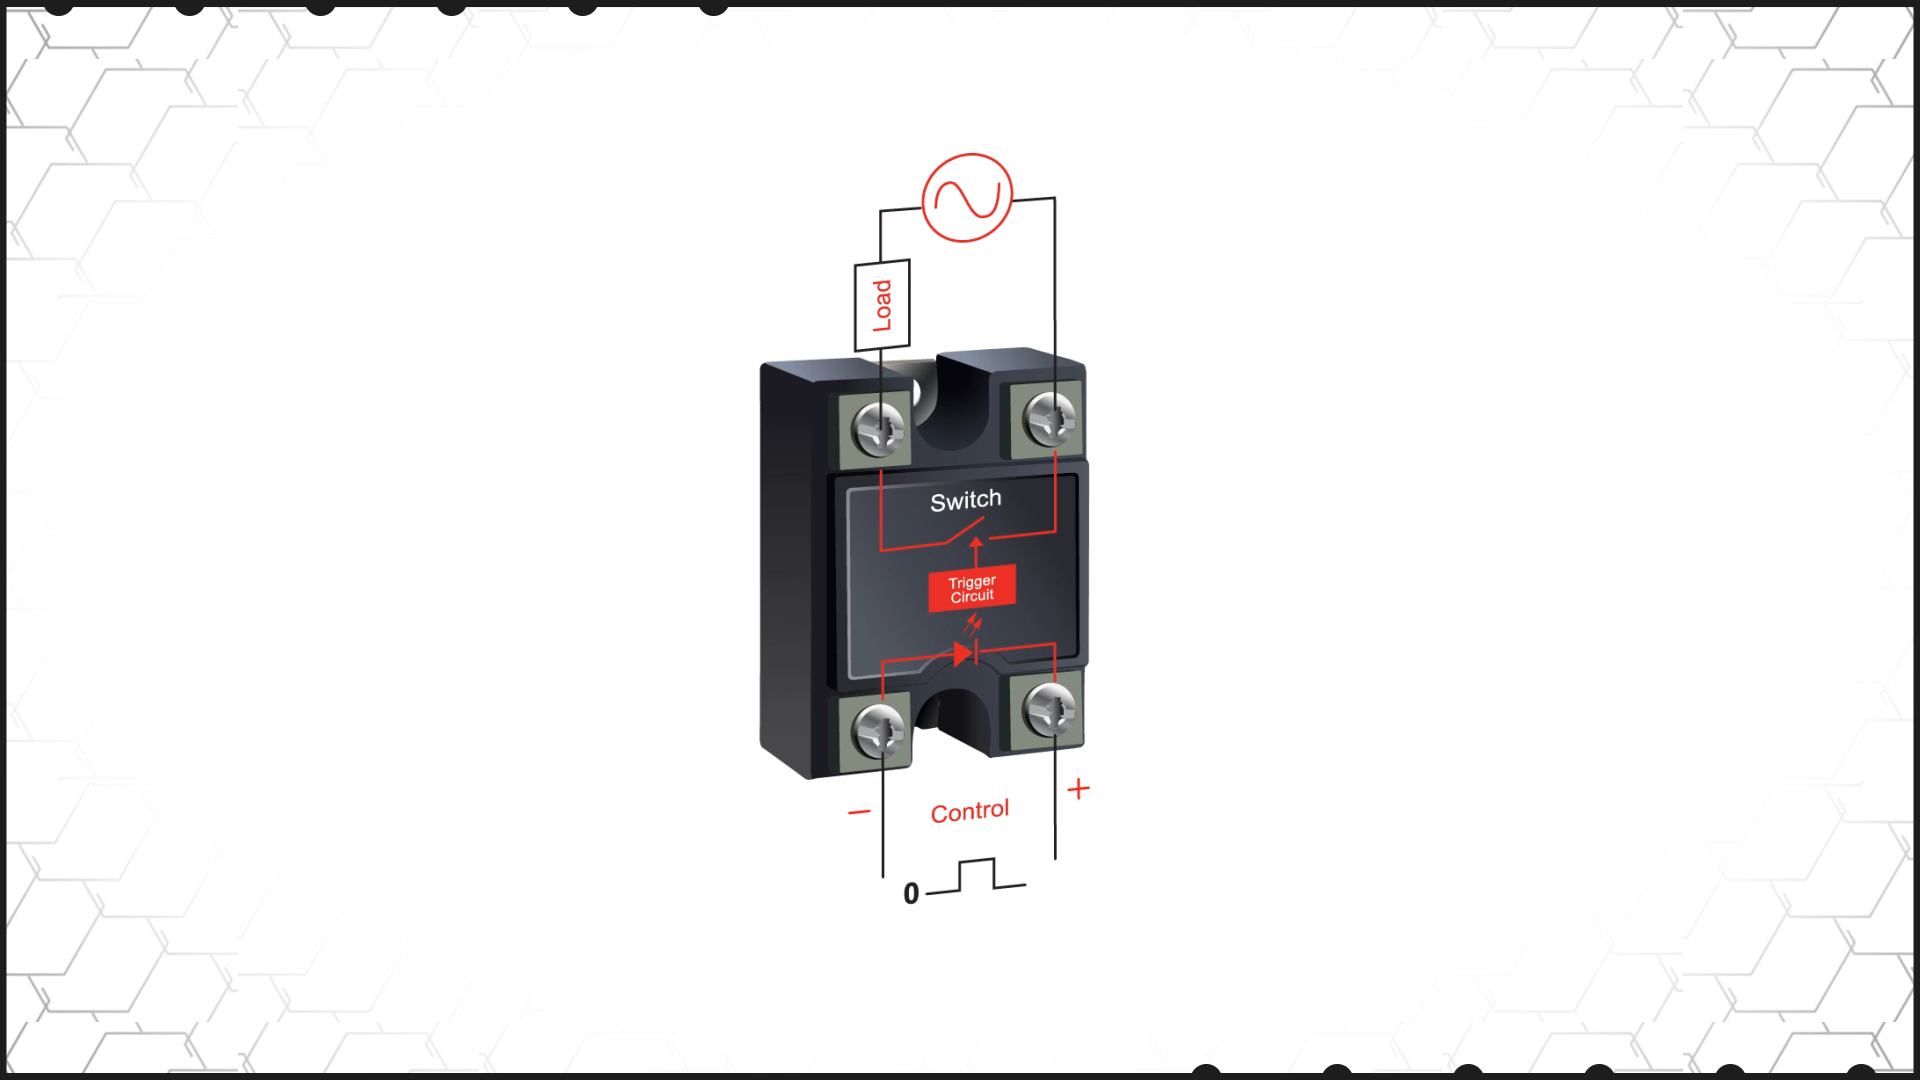 Load
Switch
Trigger
Circuit
− Control +
0